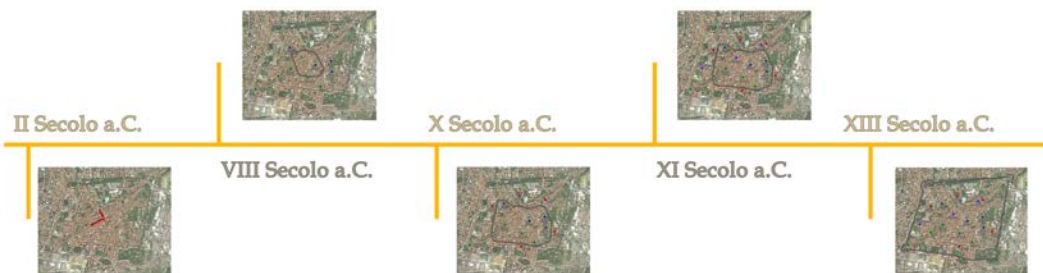 II Secolo a.C.
VIII Secolo a.C.
X Secolo a.C.
XI Secolo a.C.
XIII Secolo a.C.